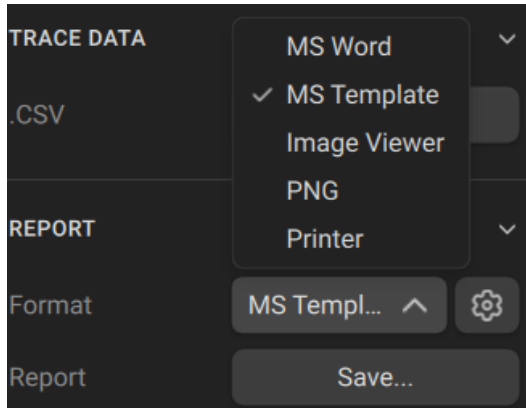 TRACE DATA
MS Word
MS Template
.CSV
Image Viewer
PNG
REPORT
Printer
Format
MS Templ...
Report
Save...